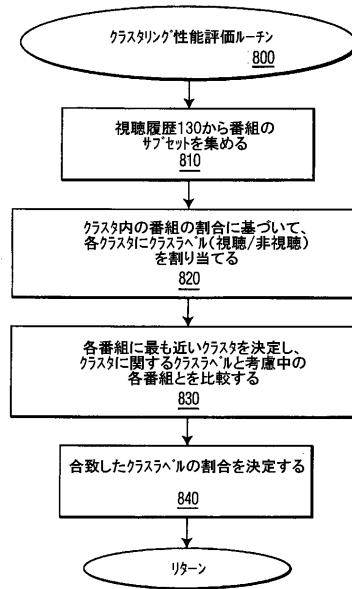 クラスタリング性能評価ルーチン
800
視聴履歴130から番組の
サブセットを集める
810
クラスタ内の番組の割合に基づいて、
各クラスタにクラスラベル(視聴/非視聴)
を割り当てる
820
各番組に最も近いクラスタを決定し、
クラスタに関するクラスラベルと考慮中の
各番組とを比較する
830
合致したクラスラベルの割合を決定する
840
リターン